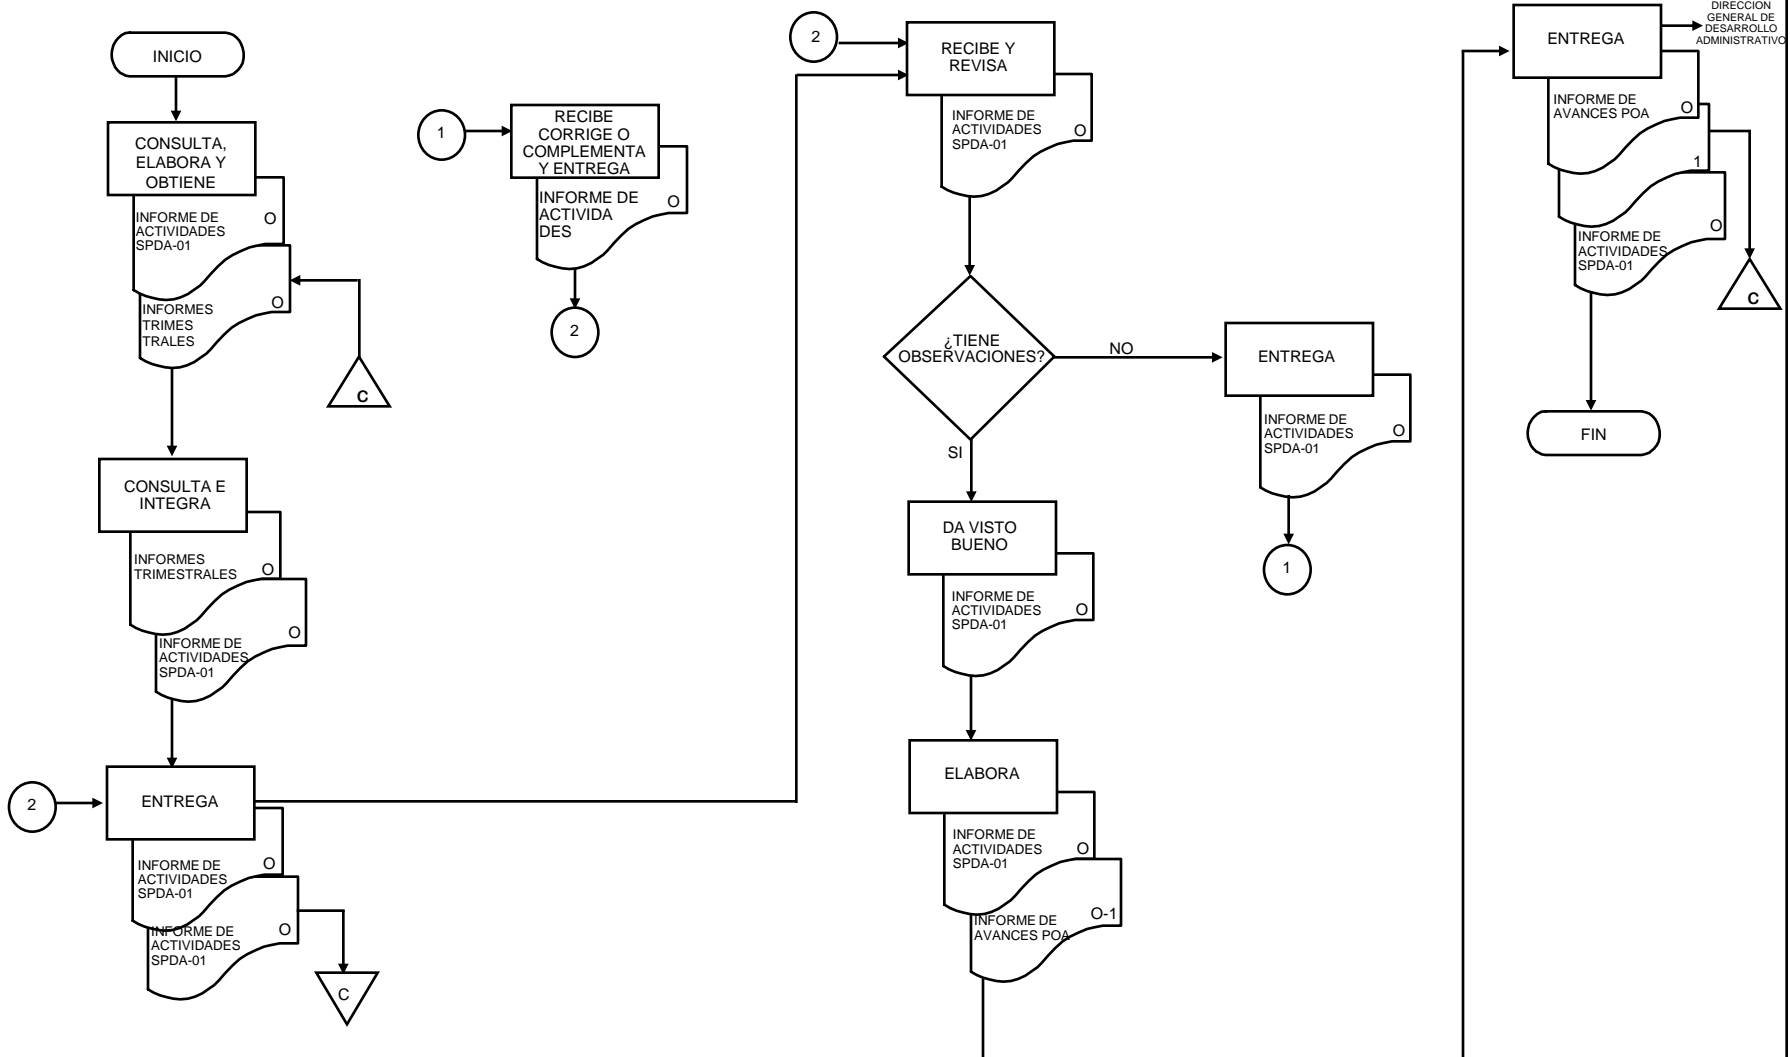 INICIO
CONSULTA,
ELABORA Y
OBTIENE
INFORME DE
ACTIVIDADES
SPDA-01
O
INFORMES
TRIMES
TRALES
O
C
CONSULTA E
INTEGRA
INFORMES
TRIMESTRALES
O
INFORME DE
ACTIVIDADES
SPDA-01
O
2
ENTREGA
INFORME DE
ACTIVIDADES
SPDA-01
O
INFORME DE
ACTIVIDADES
SPDA-01
O
C
1
RECIBE
CORRIGE O
COMPLEMENTA
Y ENTREGA
INFORME DE
ACTIVIDA
DES
O
2
2
RECIBE Y
REVISA
INFORME DE
ACTIVIDADES
SPDA-01
O
¿TIENE
OBSERVACIONES?
NO
SI
ENTREGA
INFORME DE
ACTIVIDADES
SPDA-01
O
1
DA VISTO
BUENO
INFORME DE
ACTIVIDADES
SPDA-01
O
ELABORA
INFORME DE
ACTIVIDADES
SPDA-01
O
INFORME DE
AVANCES POA
O-1
ENTREGA
DIRECCION
GENERAL DE
DESARROLLO
ADMINISTRATIVO
INFORME DE
AVANCES POA
O
1
INFORME DE
ACTIVIDADES
SPDA-01
O
C
FIN